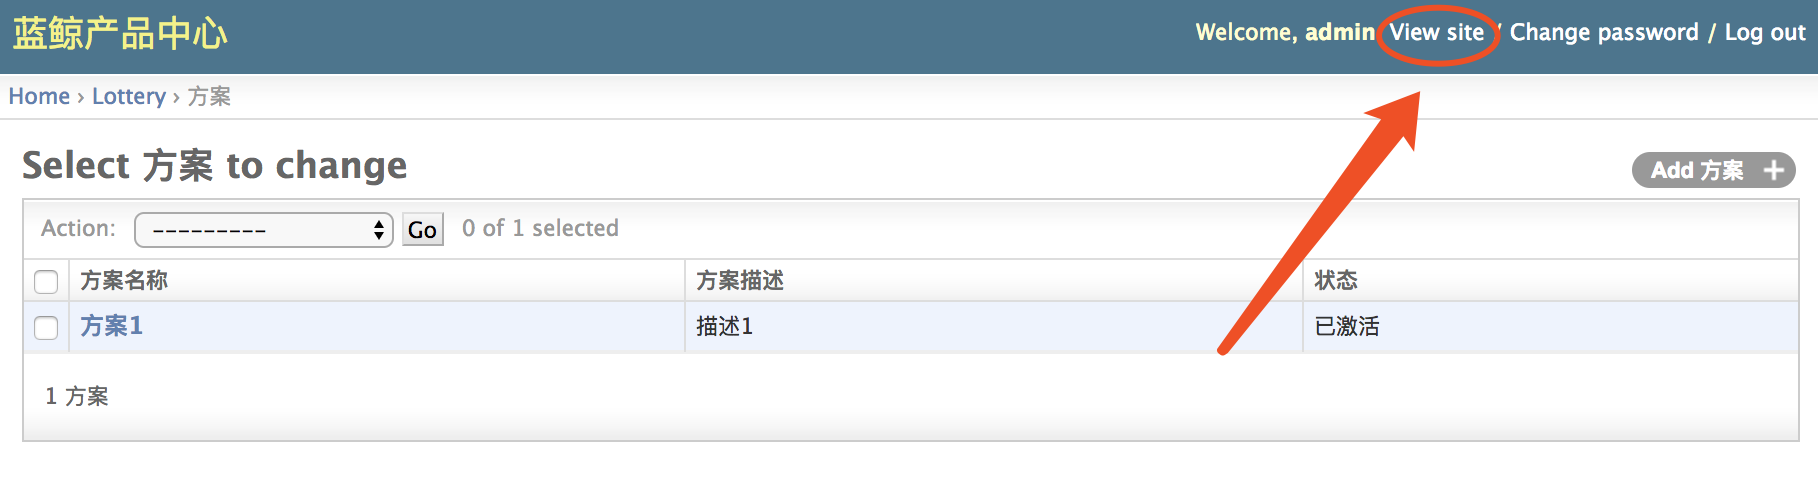 蓝鲸产品中心
Welcome, admin View site / Change password / Log out
Home › Lottery › 方案
Select 方案 to change
Add 方案 +
Action: --------- Go 0 of 1 selected
方案名称 方案描述 状态
方案1 描述1 已激活
1 方案